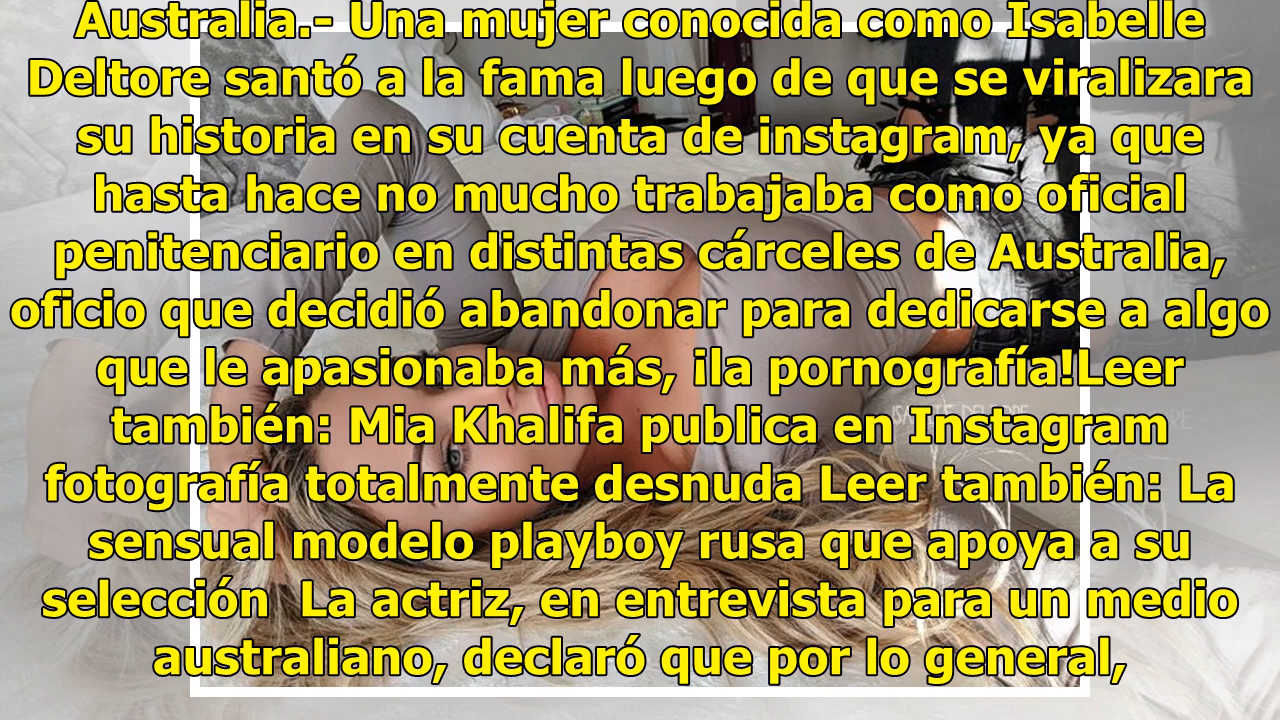 Australia.- Una mujer conocida como Isabelle
Deltore santó a la fama luego de que se viralizara
su historia en su cuenta de instagram, ya que
hasta hace no mucho trabajaba como oficial
penitenciario en distintas cárceles de Australia,
oficio que decidió abandonar para dedicarse a algo
que le apasionaba más, ¡la pornografía!Leer
también: Mia Khalifa publica en Instagram
fotografía totalmente desnuda Leer también: La
sensual modelo playboy rusa que apoya a su
selección  La actriz, en entrevista para un medio
australiano, declaró que por lo general,